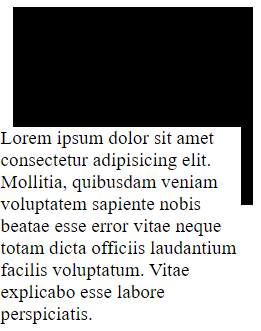 Lorem ipsum dolor sit amet
consectetur adipisicing elit.
Mollitia, quibusdam veniam
voluptatem sapiente nobis
beatae esse error vitae neque
totam dicta officiis laudantium
facilis voluptatum. Vitae
explicabo esse labore
perspiciatis.